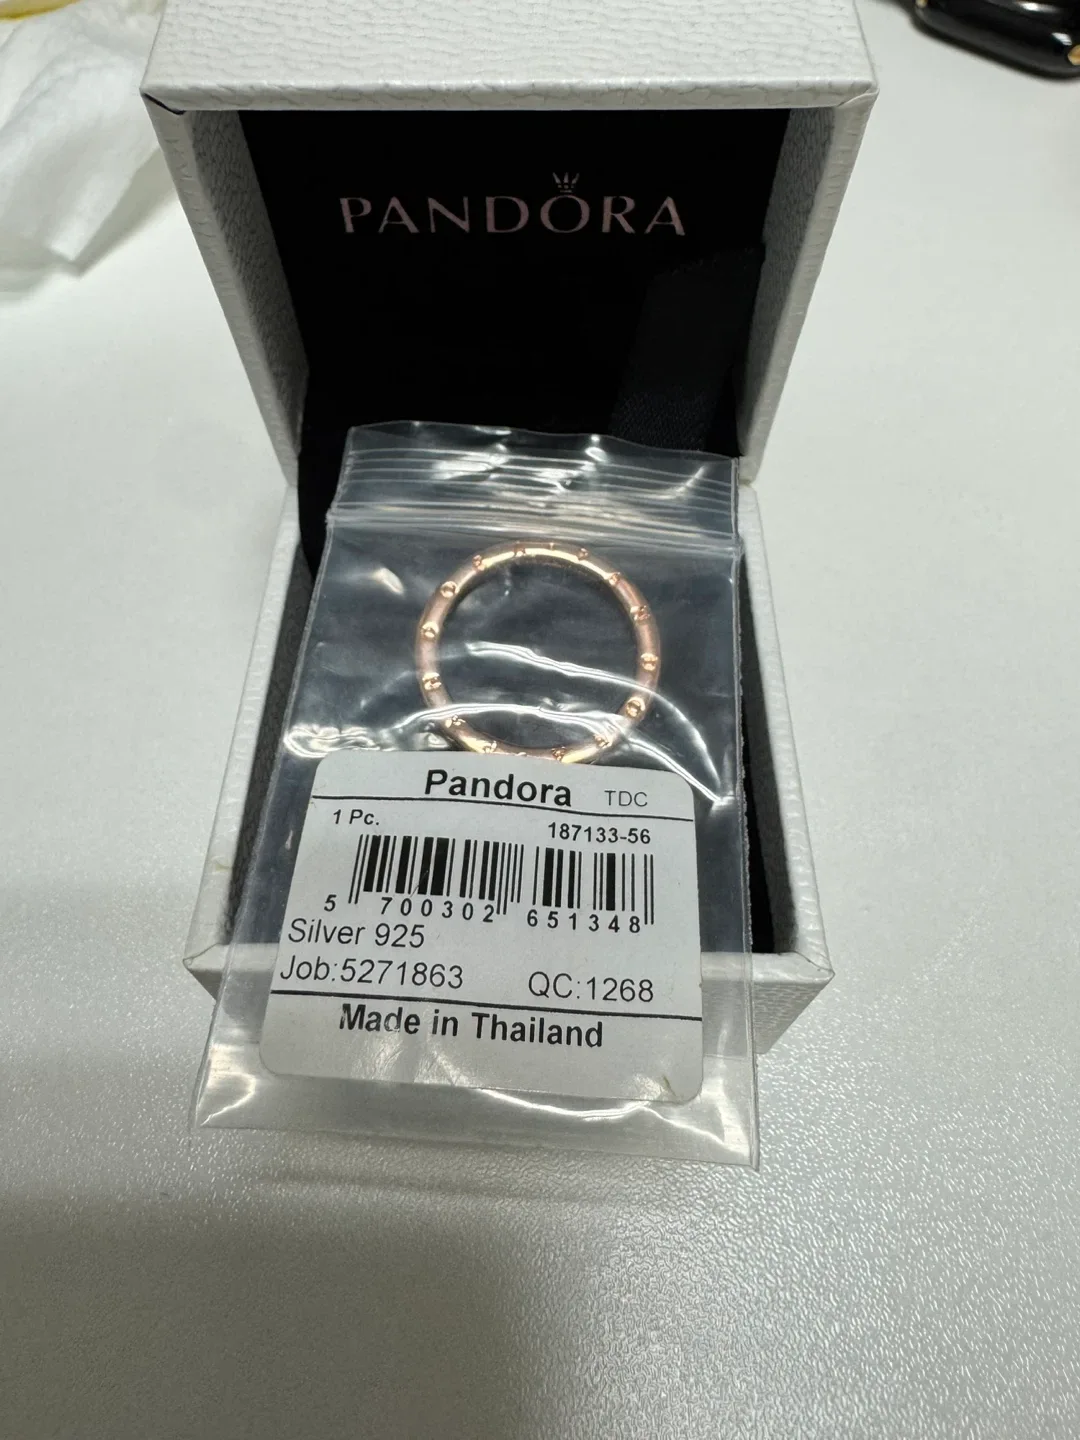 PANDORA
Pandora TDC
1 Pc. 187133-56
5 700302 651348
Silver 925
Job:5271863 QC:1268
Made in Thailand